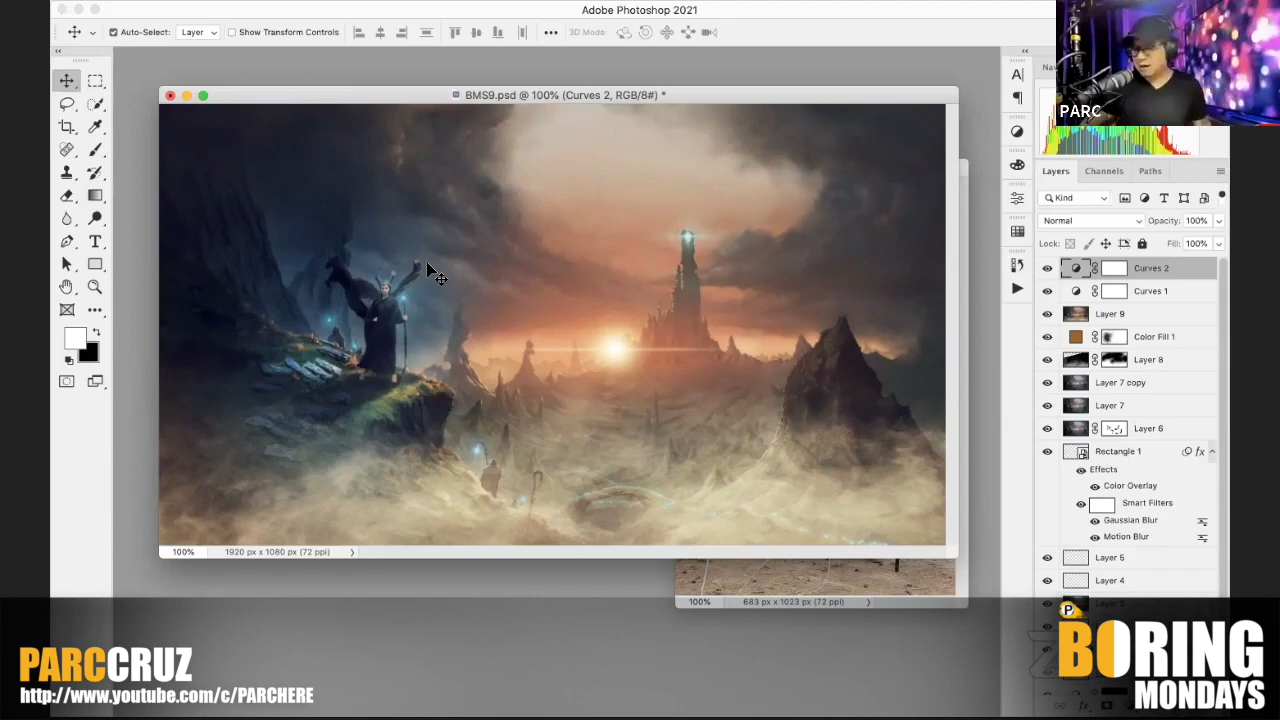 Adobe Photoshop 2021
Auto-Select: Layer Show Transform Controls 3D Mode:
BMS9.psd @ 100% (Curves 2, RGB/8#) *
PARC
Nav
Layers Channels Paths
Kind
Normal Opacity: 100%
Lock: Fill: 100%
Curves 2
Curves 1
Layer 9
Color Fill 1
Layer 8
Layer 7 copy
Layer 7
Layer 6
Rectangle 1 fx
Effects
Color Overlay
Smart Filters
Gaussian Blur
Motion Blur
Layer 5
Layer 4
100% 1920 px x 1080 px (72 ppi)
100% 683 px x 1023 px (72 ppi)
PARCCRUZ
http://www.youtube.com/c/PARCHERE
P
BORING
MONDAYS